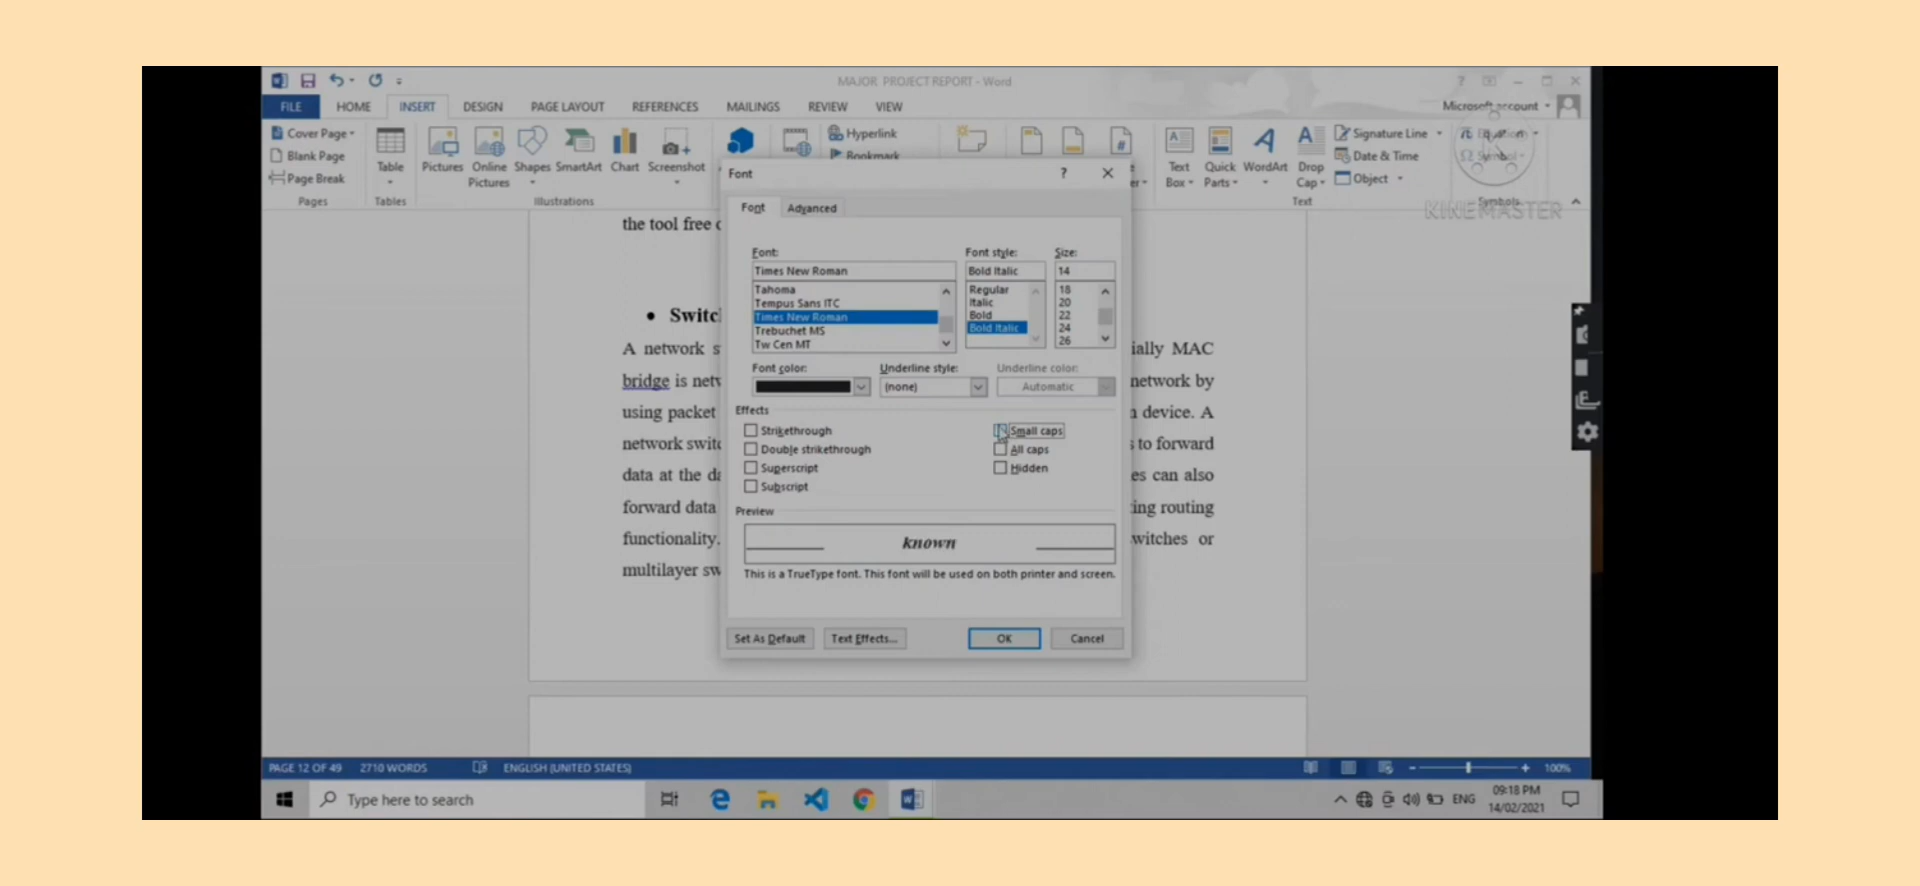 MAJOR PROJECT REPORT - Word
FILE HOME INSERT DESIGN PAGE LAYOUT REFERENCES MAILINGS REVIEW VIEW
Microsoft account
Cover Page
Blank Page
Page Break
Pages
Table
Tables
Pictures
Online Pictures
Shapes
SmartArt
Chart
Screenshot
Illustrations
Hyperlink
Bookmark
Text Box
Quick Parts
WordArt
Drop Cap
Signature Line
Date & Time
Object
Text
Equation
Symbol
Symbols
KINEMASTER
the tool free
• Switc
A network s
bridge is netw
using packet
network switc
data at the da
forward data
functionality.
multilayer sw
ially MAC
network by
n device. A
s to forward
es can also
ing routing
witches or
Font
? ×
Font Advanced
Font:
Times New Roman
Tahoma
Tempus Sans ITC
Times New Roman
Trebuchet MS
Tw Cen MT
Font style:
Bold Italic
Regular
Italic
Bold
Bold Italic
Size:
14
18
20
22
24
26
Font color:
Underline style:
(none)
Underline color:
Automatic
Effects
Strikethrough
Double strikethrough
Superscript
Subscript
Small caps
All caps
Hidden
Preview
known
This is a TrueType font. This font will be used on both printer and screen.
Set As Default Text Effects... OK Cancel
PAGE 12 OF 49 2710 WORDS ENGLISH (UNITED STATES) 100%
Type here to search
ENG
09:18 PM
14/02/2021